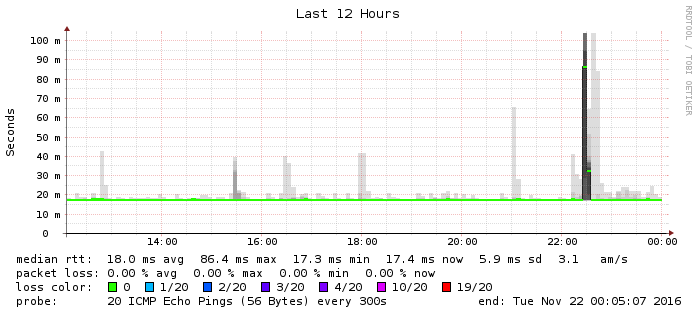 Last 12 Hours
RRDTOOL / TOBI OETIKER
Seconds
100 m
90 m
80 m
70 m
60 m
50 m
40 m
30 m
20 m
10 m
0
14:00 16:00 18:00 20:00 22:00 00:00
median rtt: 18.0 ms avg 86.4 ms max 17.3 ms min 17.4 ms now 5.9 ms sd 3.1 am/s
packet loss: 0.00 % avg 0.00 % max 0.00 % min 0.00 % now
loss color: 0 1/20 2/20 3/20 4/20 10/20 19/20
probe: 20 ICMP Echo Pings (56 Bytes) every 300s end: Tue Nov 22 00:05:07 2016